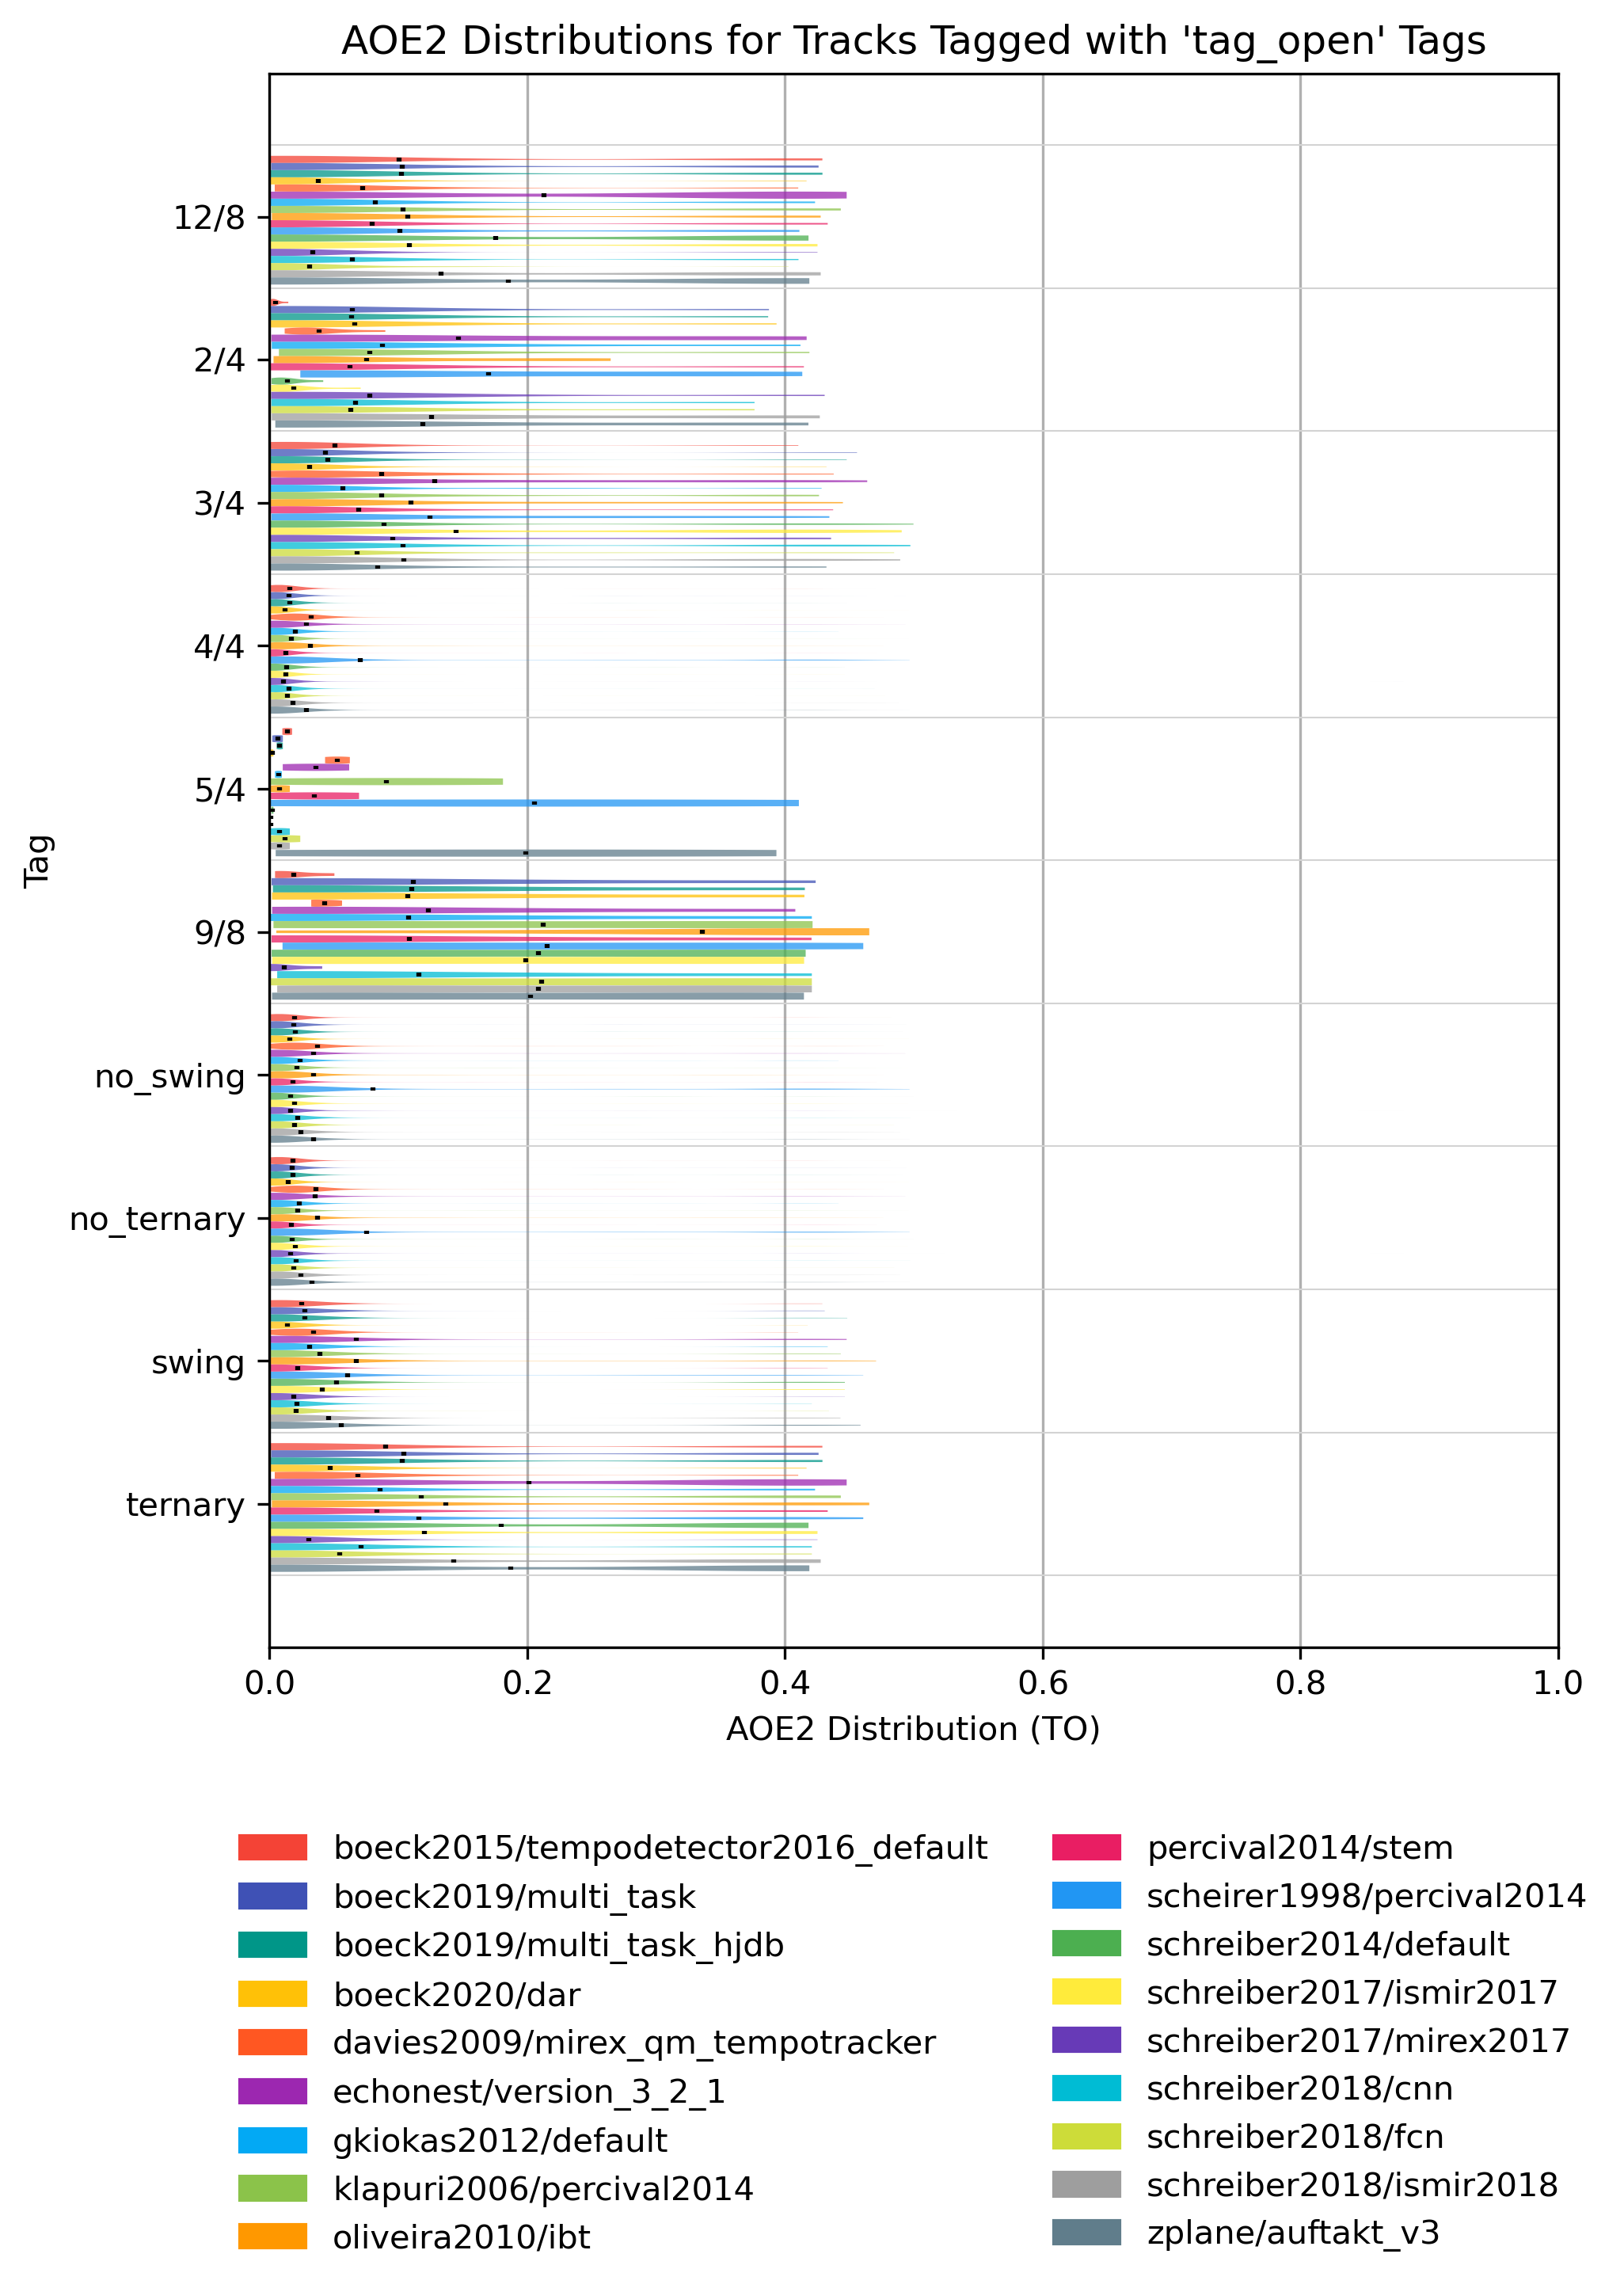 AOE2 Distributions for Tracks Tagged with 'tag_open' Tags
Tag
12/8
2/4
3/4
4/4
5/4
9/8
no_swing
no_ternary
swing
ternary
0.0 0.2 0.4 0.6 0.8 1.0
AOE2 Distribution (TO)
boeck2015/tempodetector2016_default
boeck2019/multi_task
boeck2019/multi_task_hjdb
boeck2020/dar
davies2009/mirex_qm_tempotracker
echonest/version_3_2_1
gkiokas2012/default
klapuri2006/percival2014
oliveira2010/ibt
percival2014/stem
scheirer1998/percival2014
schreiber2014/default
schreiber2017/ismir2017
schreiber2017/mirex2017
schreiber2018/cnn
schreiber2018/fcn
schreiber2018/ismir2018
zplane/auftakt_v3